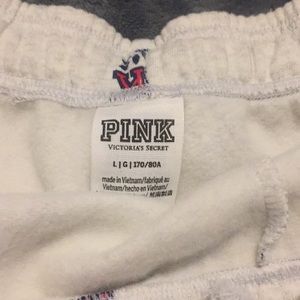 PINK
VICTORIA'S SECRET
L | G | 170/80A
made in Vietnam/fabriqué au
Vietnam/hecho en Vietnam/